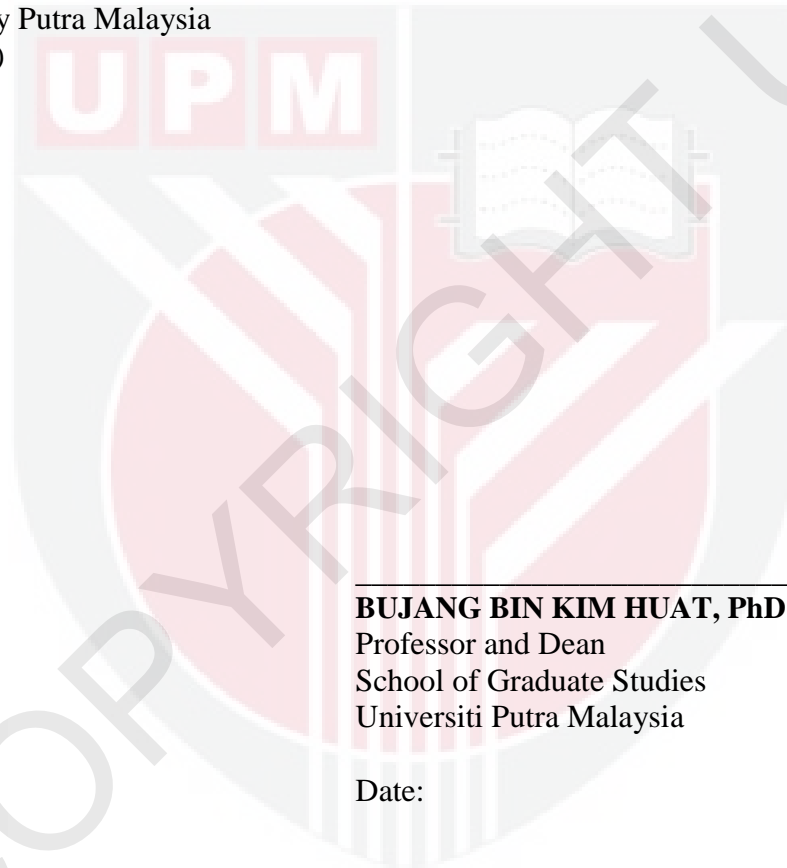 y Putra Malaysia
)
UPM
COPYRIGHT U
BUJANG BIN KIM HUAT, PhD
Professor and Dean
School of Graduate Studies
Universiti Putra Malaysia
Date: